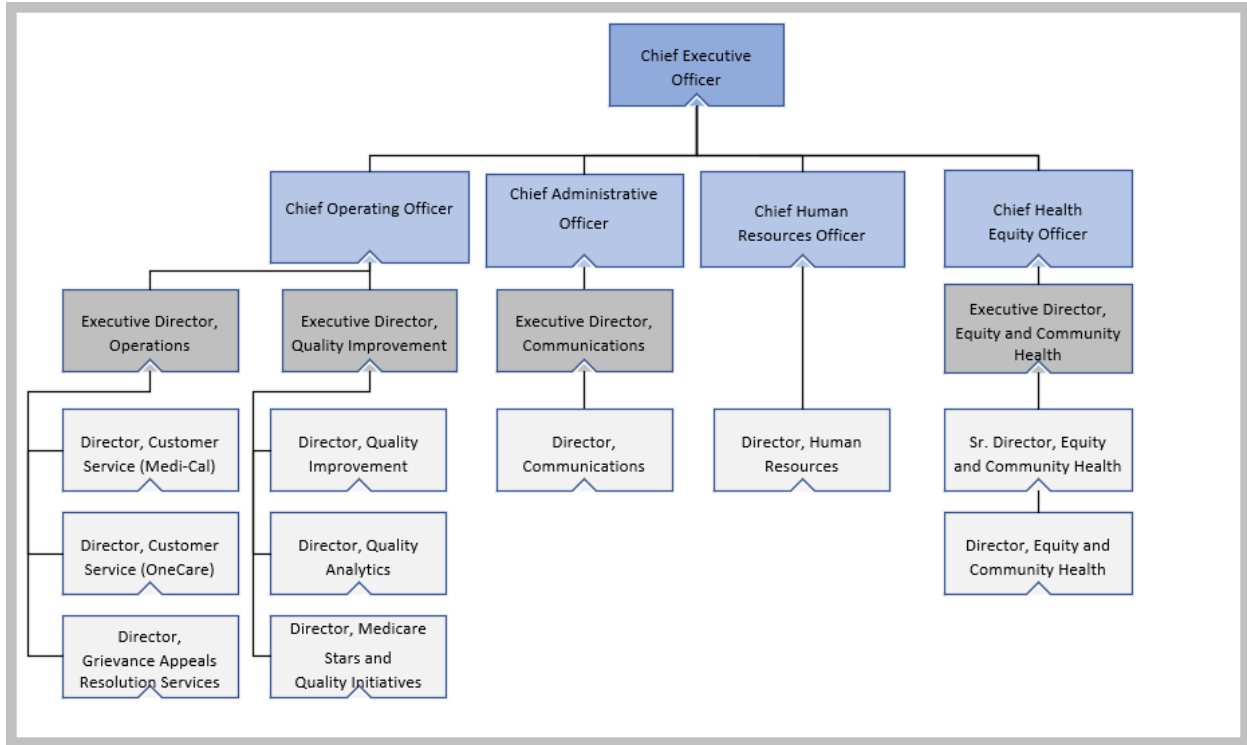 Chief Executive
Officer
Chief Operating Officer
Chief Administrative
Officer
Chief Human
Resources Officer
Chief Health
Equity Officer
Executive Director,
Operations
Executive Director,
Quality Improvement
Executive Director,
Communications
Executive Director,
Equity and Community
Health
Director, Customer
Service (Medi-Cal)
Director, Quality
Improvement
Director,
Communications
Director, Human
Resources
Sr. Director, Equity
and Community Health
Director, Customer
Service (OneCare)
Director, Quality
Analytics
Director, Equity and
Community Health
Director,
Grievance Appeals
Resolution Services
Director, Medicare
Stars and
Quality Initiatives